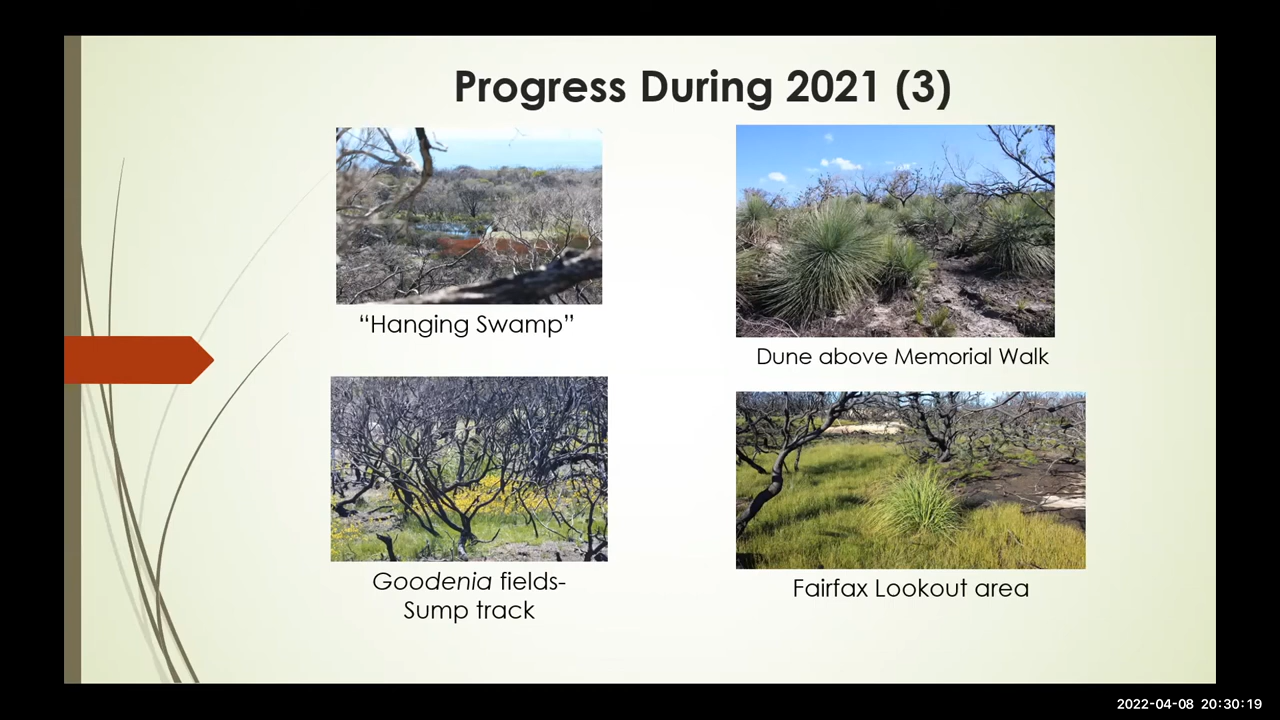 Progress During 2021 (3)
“Hanging Swamp”
Dune above Memorial Walk
Goodenia fields-
Sump track
Fairfax Lookout area
2022-04-08 20:30:19